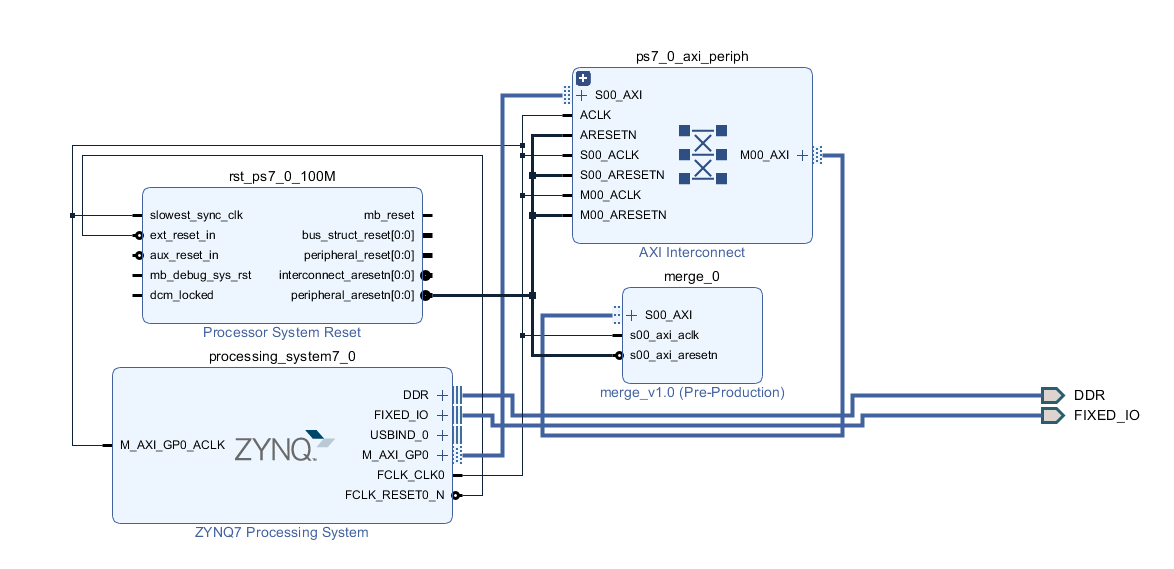 ps7_0_axi_periph
S00_AXI
ACLK
ARESETN
S00_ACLK
M00_AXI
S00_ARESETN
M00_ACLK
M00_ARESETN
AXI Interconnect
rst_ps7_0_100M
slowest_sync_clk
mb_reset
ext_reset_in
bus_struct_reset[0:0]
aux_reset_in
peripheral_reset[0:0]
mb_debug_sys_rst
interconnect_aresetn[0:0]
dcm_locked
peripheral_aresetn[0:0]
Processor System Reset
merge_0
S00_AXI
s00_axi_aclk
s00_axi_aresetn
merge_v1.0 (Pre-Production)
processing_system7_0
DDR
FIXED_IO
USBIND_0
M_AXI_GP0_ACLK
ZYNQ
M_AXI_GP0
FCLK_CLK0
FCLK_RESET0_N
ZYNQ7 Processing System
DDR
FIXED_IO